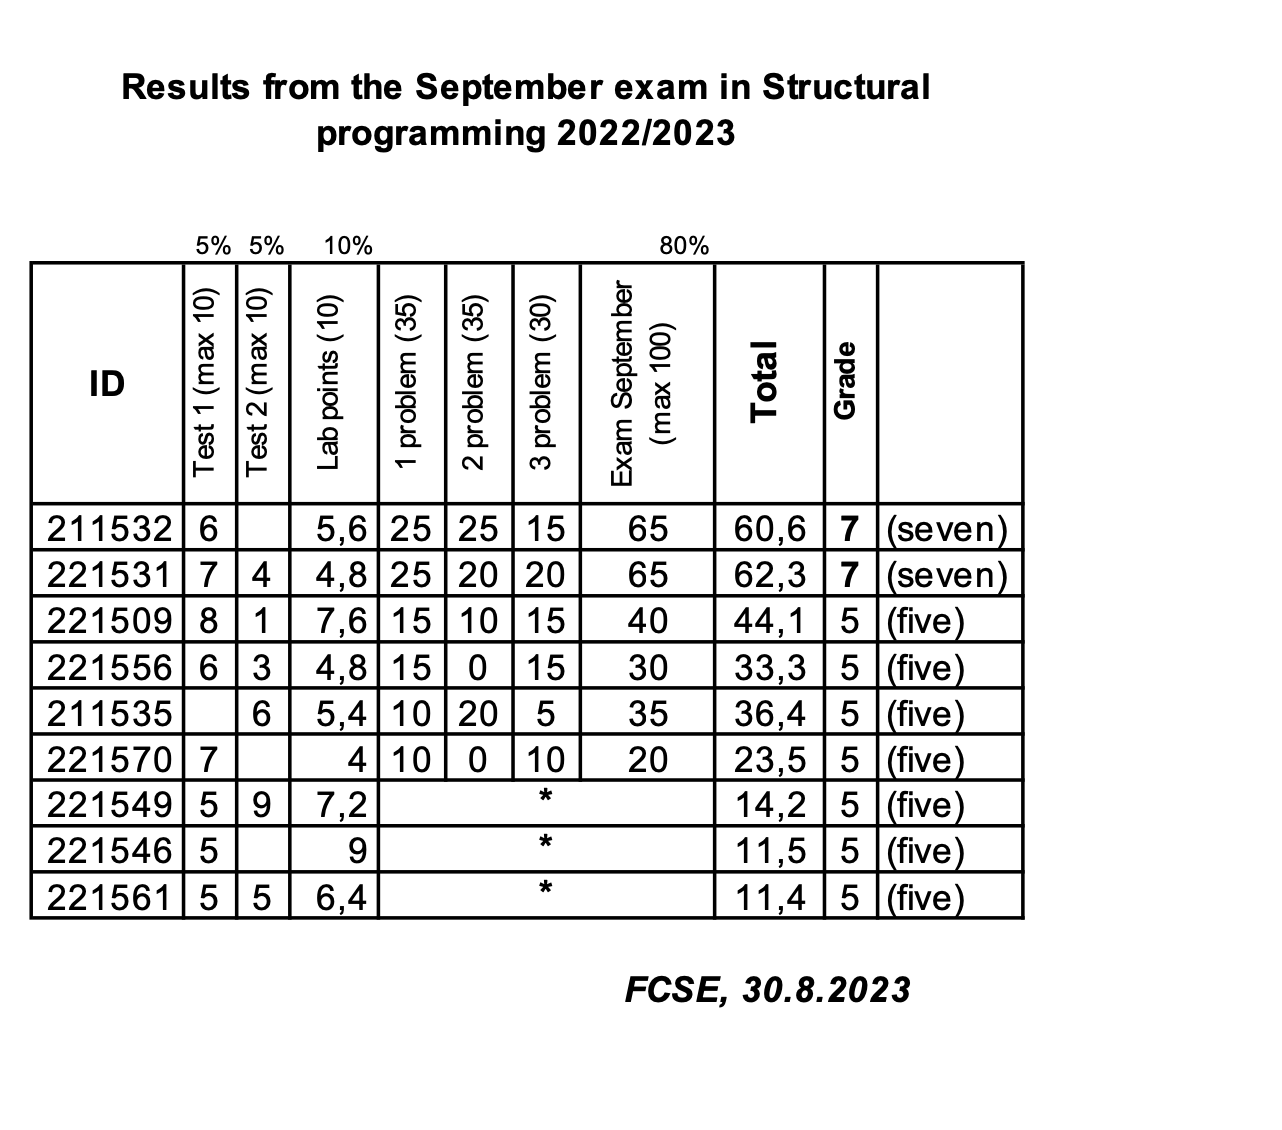 Results from the September exam in Structural
programming 2022/2023
5% 5% 10% 80%
ID Test 1 (max 10) Test 2 (max 10) Lab points (10) 1 problem (35) 2 problem (35) 3 problem (30) Exam September (max 100) Total Grade
211532 6 5,6 25 25 15 65 60,6 7 (seven)
221531 7 4 4,8 25 20 20 65 62,3 7 (seven)
221509 8 1 7,6 15 10 15 40 44,1 5 (five)
221556 6 3 4,8 15 0 15 30 33,3 5 (five)
211535 6 5,4 10 20 5 35 36,4 5 (five)
221570 7 4 10 0 10 20 23,5 5 (five)
221549 5 9 7,2 * 14,2 5 (five)
221546 5 9 * 11,5 5 (five)
221561 5 5 6,4 * 11,4 5 (five)
FCSE, 30.8.2023